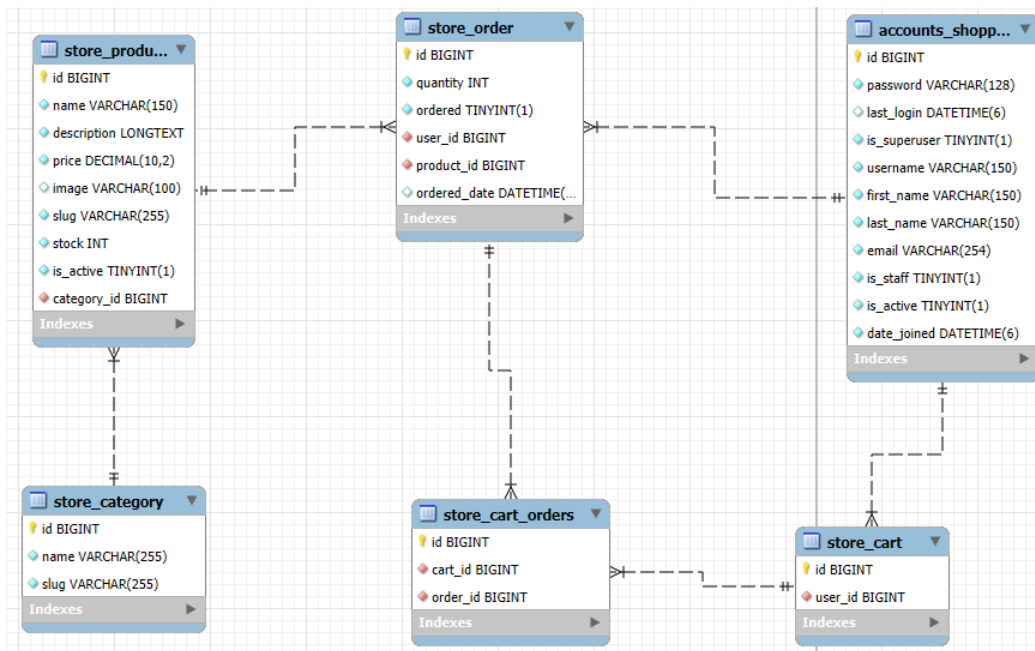 store_produ...
id BIGINT
name VARCHAR(150)
description LONGTEXT
price DECIMAL(10,2)
image VARCHAR(100)
slug VARCHAR(255)
stock INT
is_active TINYINT(1)
category_id BIGINT
Indexes
store_order
id BIGINT
quantity INT
ordered TINYINT(1)
user_id BIGINT
product_id BIGINT
ordered_date DATETIME(...
Indexes
accounts_shopp...
id BIGINT
password VARCHAR(128)
last_login DATETIME(6)
is_superuser TINYINT(1)
username VARCHAR(150)
first_name VARCHAR(150)
last_name VARCHAR(150)
email VARCHAR(254)
is_staff TINYINT(1)
is_active TINYINT(1)
date_joined DATETIME(6)
Indexes
store_category
id BIGINT
name VARCHAR(255)
slug VARCHAR(255)
Indexes
store_cart_orders
id BIGINT
cart_id BIGINT
order_id BIGINT
Indexes
store_cart
id BIGINT
user_id BIGINT
Indexes